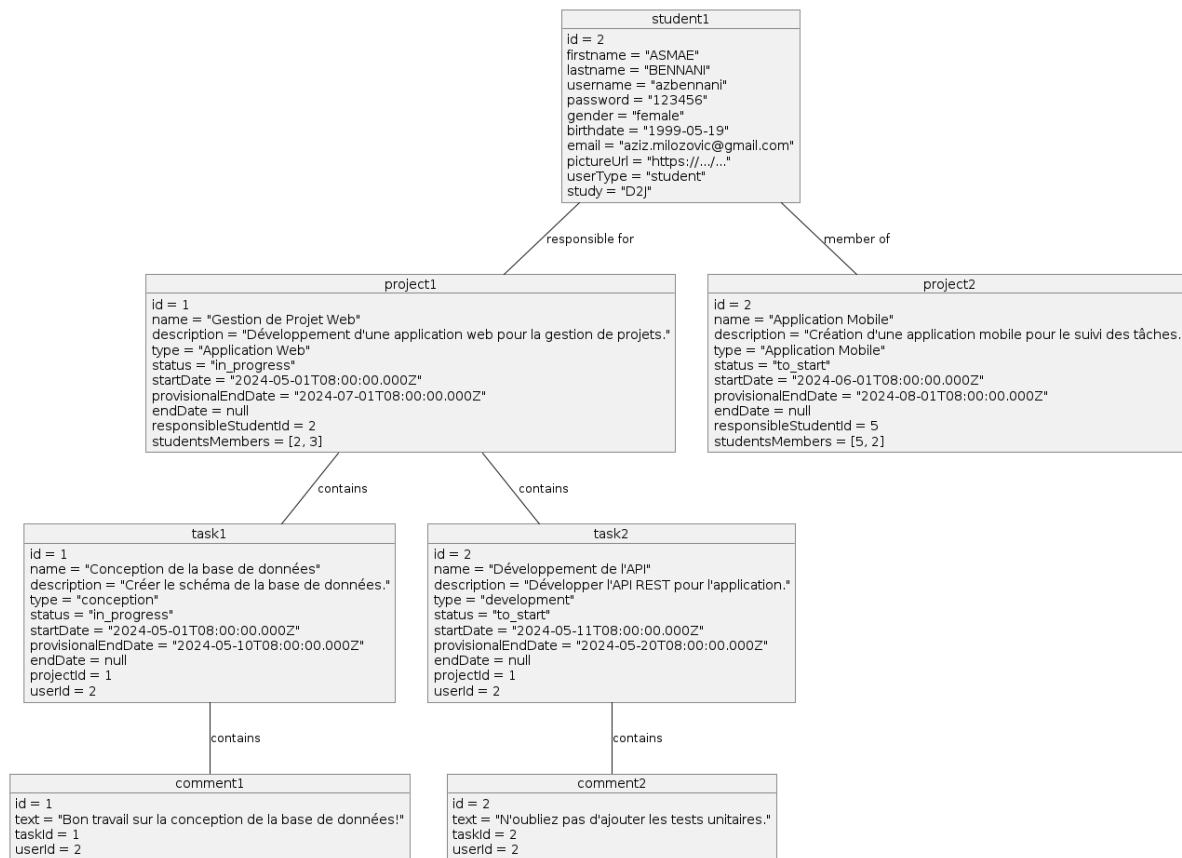 student1
id = 2
firstname = "ASMAE"
lastname = "BENNANI"
username = "azbennani"
password = "123456"
gender = "female"
birthdate = "1999-05-19"
email = "aziz.milozovic@gmail.com"
pictureUrl = "https://.../..."
userType = "student"
study = "D2J"
responsible for
member of
project1
id = 1
name = "Gestion de Projet Web"
description = "Développement d'une application web pour la gestion de projets."
type = "Application Web"
status = "in_progress"
startDate = "2024-05-01T08:00:00.000Z"
provisionalEndDate = "2024-07-01T08:00:00.000Z"
endDate = null
responsibleStudentId = 2
studentsMembers = [2, 3]
project2
id = 2
name = "Application Mobile"
description = "Création d'une application mobile pour le suivi des tâches.
type = "Application Mobile"
status = "to_start"
startDate = "2024-06-01T08:00:00.000Z"
provisionalEndDate = "2024-08-01T08:00:00.000Z"
endDate = null
responsibleStudentId = 5
studentsMembers = [5, 2]
contains
contains
task1
id = 1
name = "Conception de la base de données"
description = "Créer le schéma de la base de données."
type = "conception"
status = "in_progress"
startDate = "2024-05-01T08:00:00.000Z"
provisionalEndDate = "2024-05-10T08:00:00.000Z"
endDate = null
projectId = 1
userId = 2
task2
id = 2
name = "Développement de l'API"
description = "Développer l'API REST pour l'application."
type = "development"
status = "to_start"
startDate = "2024-05-11T08:00:00.000Z"
provisionalEndDate = "2024-05-20T08:00:00.000Z"
endDate = null
projectId = 1
userId = 2
contains
contains
comment1
id = 1
text = "Bon travail sur la conception de la base de données!"
taskId = 1
userId = 2
comment2
id = 2
text = "N'oubliez pas d'ajouter les tests unitaires."
taskId = 2
userId = 2